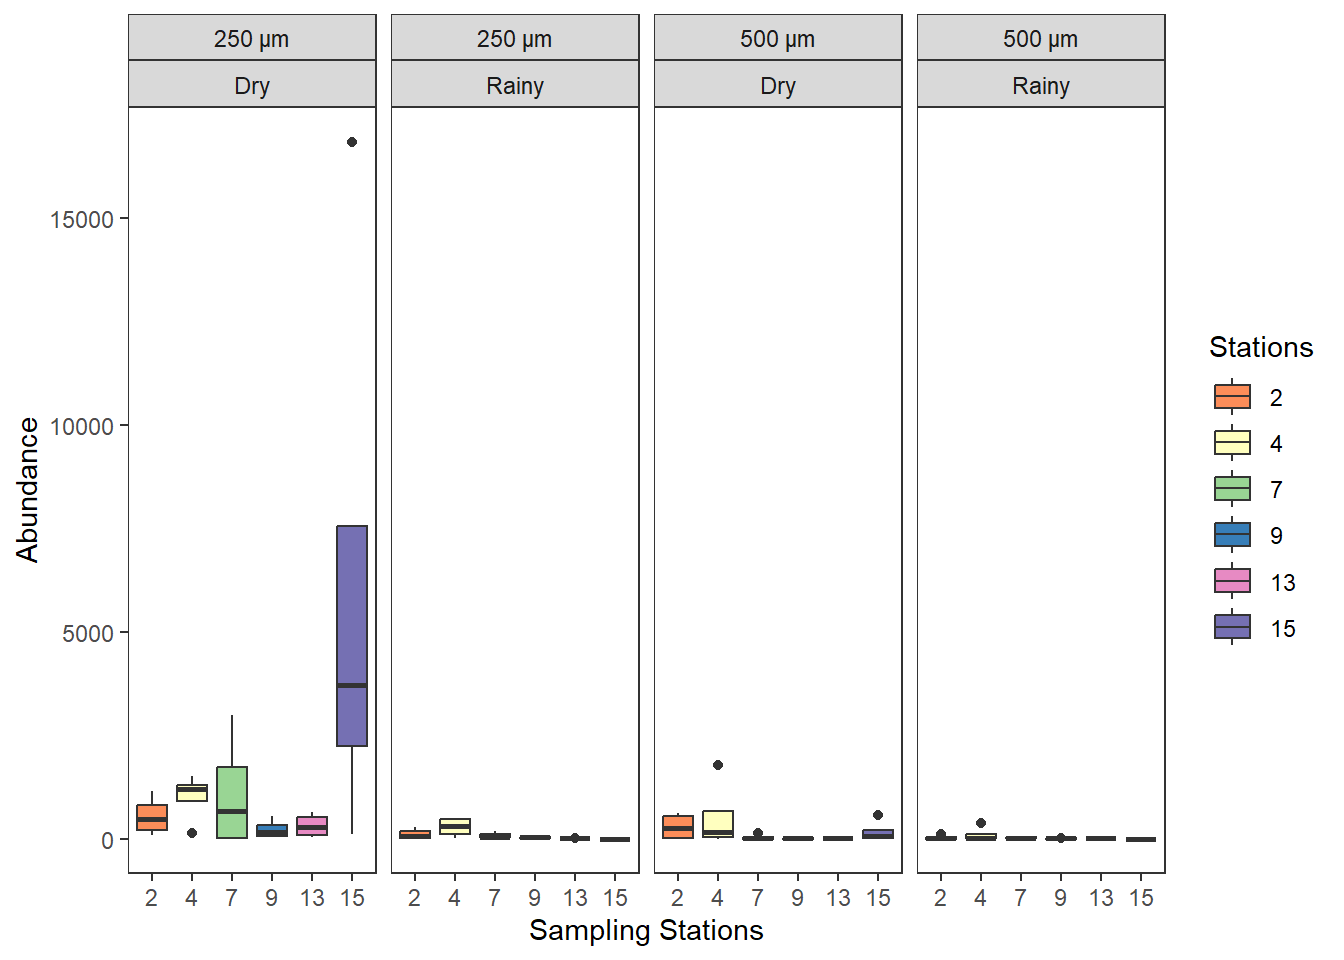 250 µm 250 µm 500 µm 500 µm
Dry Rainy Dry Rainy
15000
10000
5000
0
Abundance
2 4 7 9 13 15 2 4 7 9 13 15 2 4 7 9 13 15 2 4 7 9 13 15
Sampling Stations
Stations
2
4
7
9
13
15